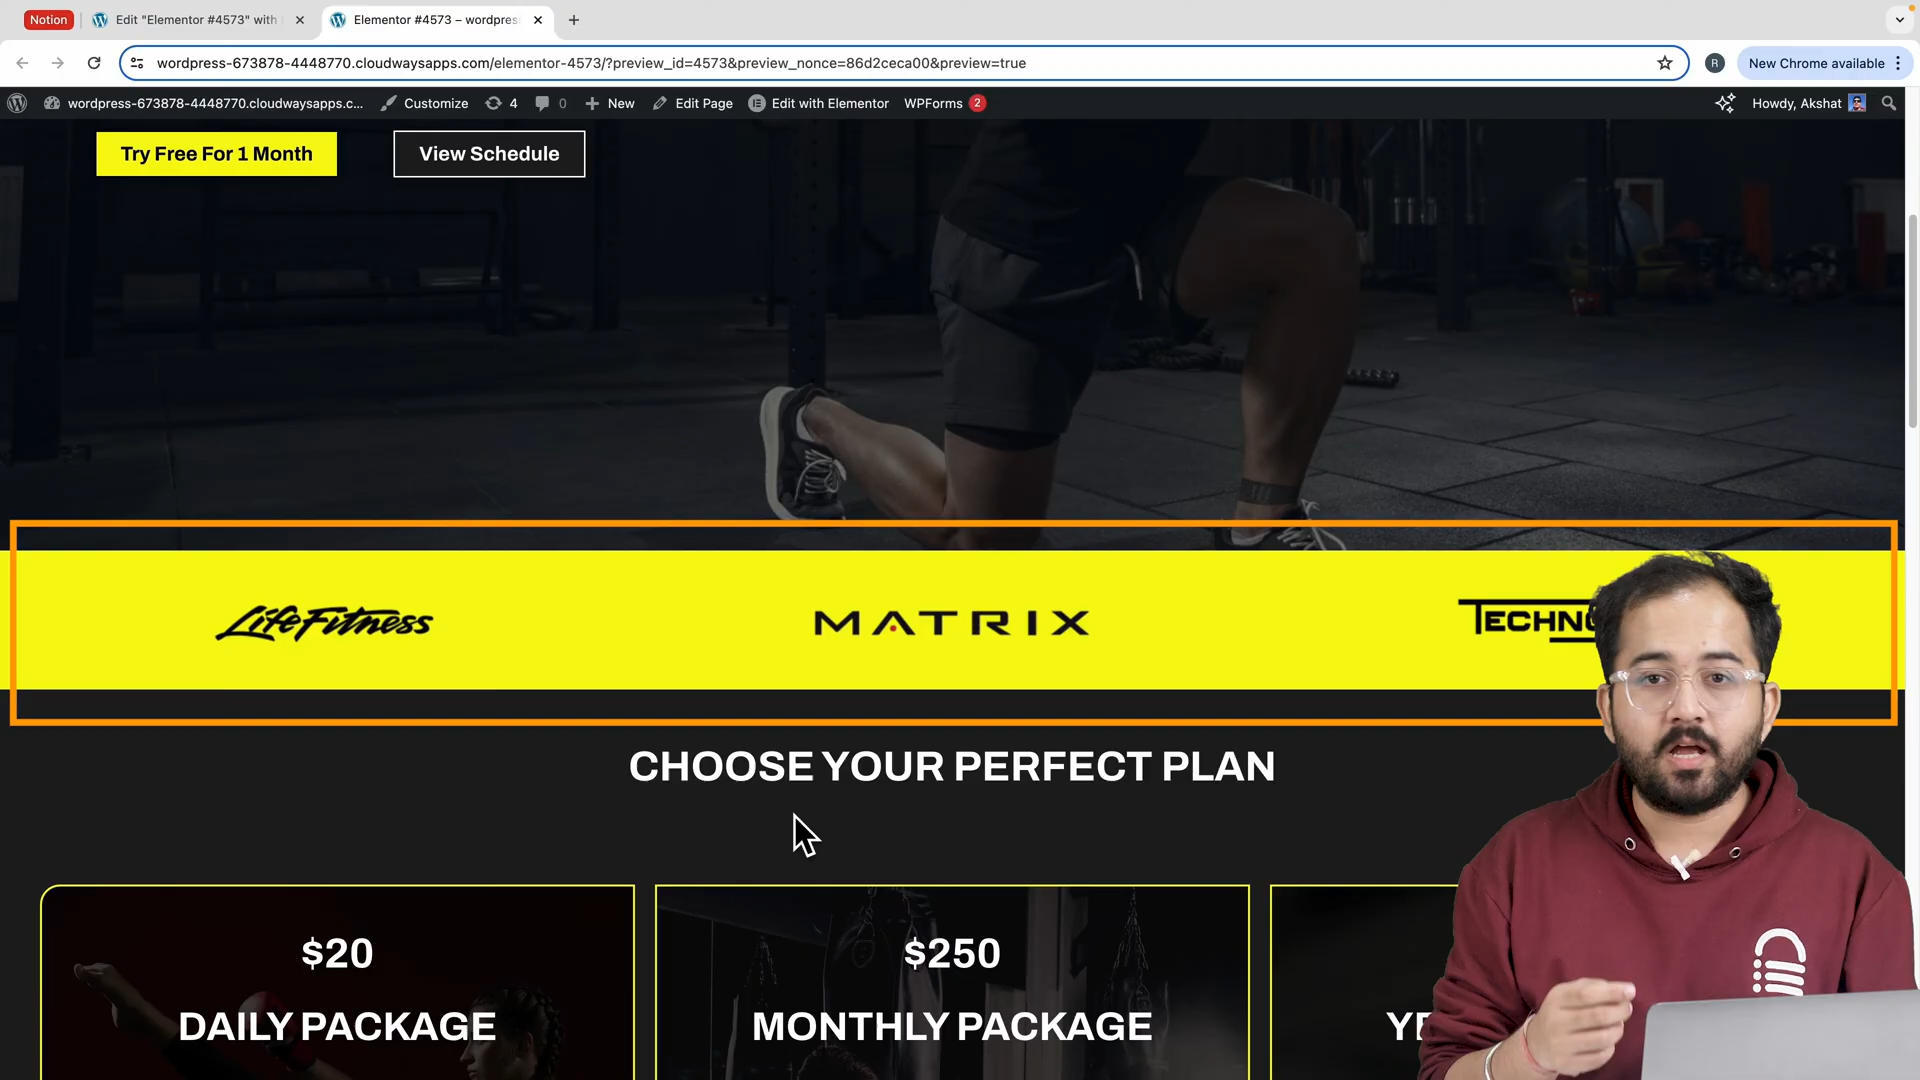 Notion
Edit "Elementor #4573" with
Elementor #4573 – wordpres
wordpress-673878-4448770.cloudwaysapps.com/elementor-4573/?preview_id=4573&preview_nonce=86d2ceca00&preview=true
R
New Chrome available
wordpress-673878-4448770.cloudwaysapps.c... Customize 4 0 New Edit Page Edit with Elementor WPForms 2 Howdy, Akshat
Try Free For 1 Month
View Schedule
LifeFitness
MATRIX
TECHNO
CHOOSE YOUR PERFECT PLAN
$20
DAILY PACKAGE
$250
MONTHLY PACKAGE
YE